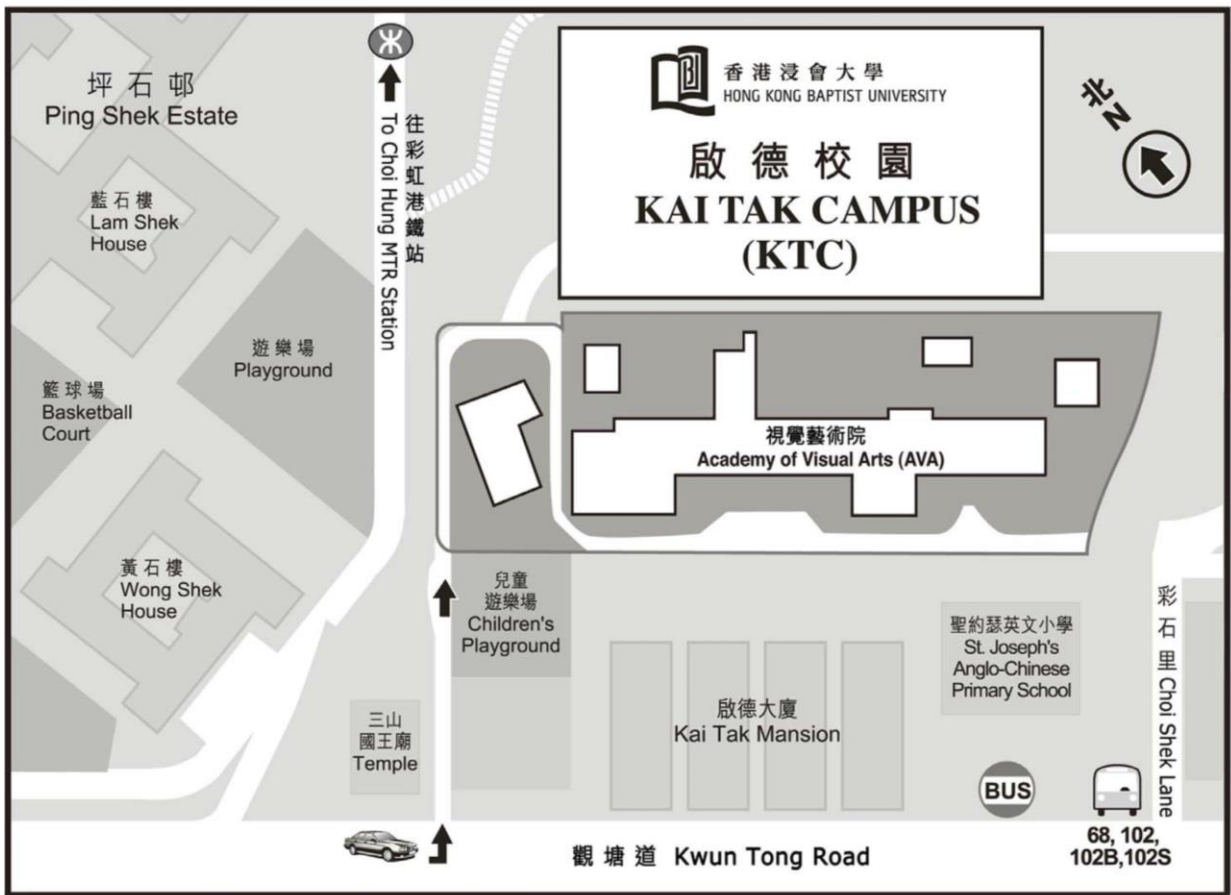 香港浸會大學
HONG KONG BAPTIST UNIVERSITY
啟德校園
KAI TAK CAMPUS
(KTC)
北
N
坪石邨
Ping Shek Estate
往彩虹港鐵站
To Choi Hung MTR Station
藍石樓
Lam Shek
House
遊樂場
Playground
籃球場
Basketball
Court
視覺藝術院
Academy of Visual Arts (AVA)
黃石樓
Wong Shek
House
兒童
遊樂場
Children's
Playground
聖約瑟英文小學
St. Joseph's
Anglo-Chinese
Primary School
彩石里 Choi Shek Lane
三山
國王廟
Temple
啟德大廈
Kai Tak Mansion
BUS
68, 102,
102B,102S
觀塘道 Kwun Tong Road